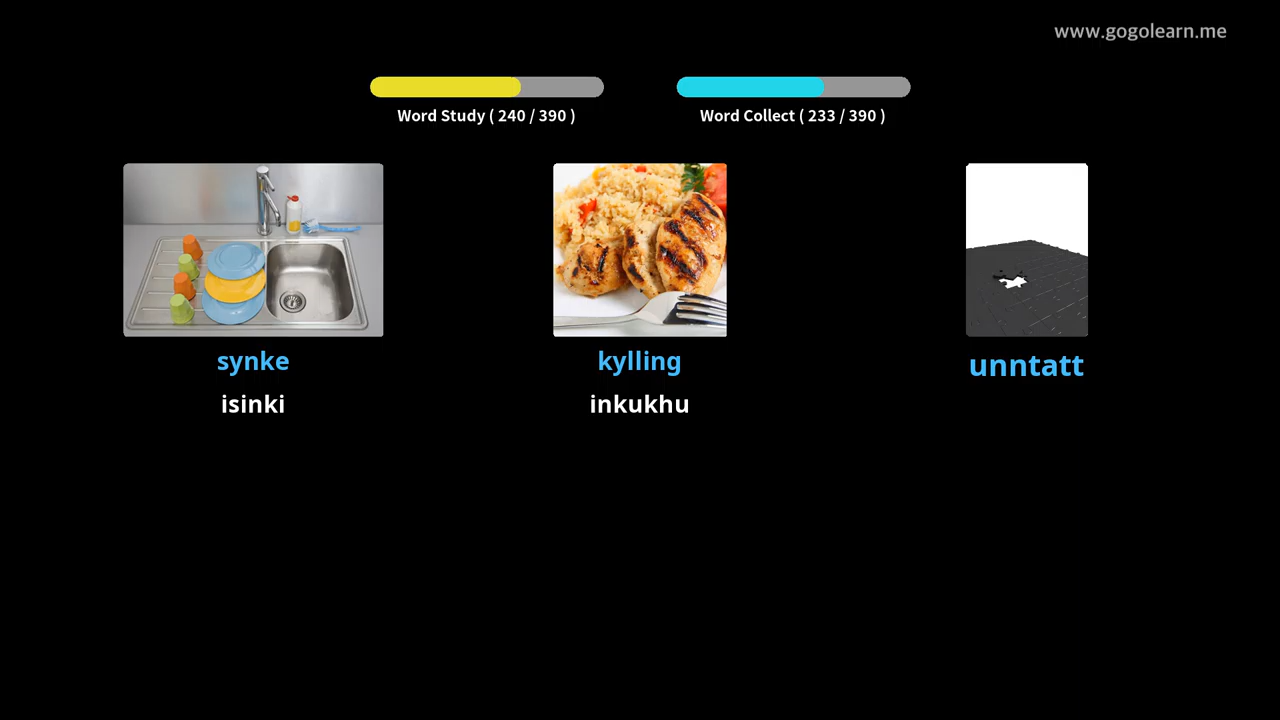 www.gogolearn.me
Word Study ( 240 / 390 )
Word Collect ( 233 / 390 )
synke
kylling
unntatt
isinki
inkukhu